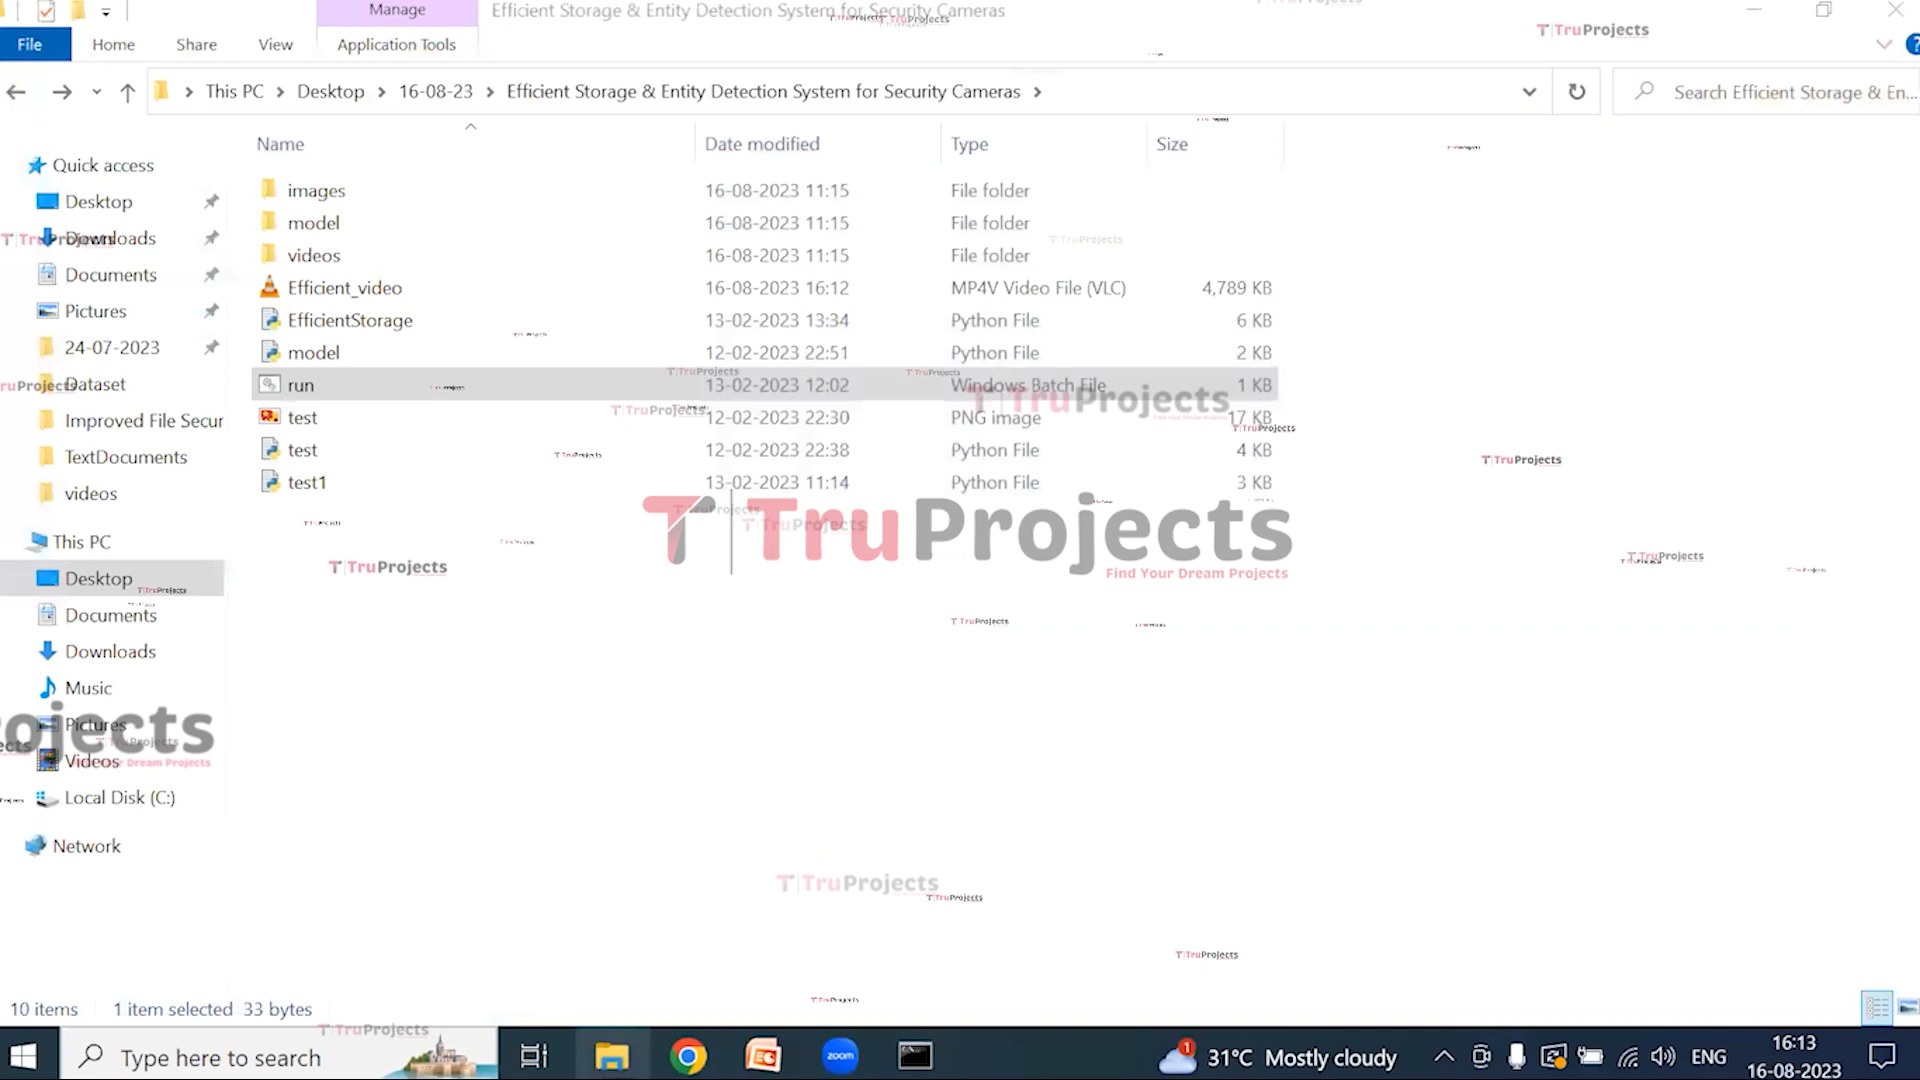 Manage
Efficient Storage & Entity Detection System for Security Cameras
File
Home
Share
View
Application Tools
This PC
Desktop
16-08-23
Efficient Storage & Entity Detection System for Security Cameras
Search Efficient Storage & En...
Name
Date modified
Type
Size
Quick access
Desktop
Downloads
Documents
Pictures
24-07-2023
Dataset
Improved File Secur
TextDocuments
videos
This PC
Desktop
Documents
Downloads
Music
Pictures
Videos
Local Disk (C:)
Network
images 16-08-2023 11:15 File folder
model 16-08-2023 11:15 File folder
videos 16-08-2023 11:15 File folder
Efficient_video 16-08-2023 16:12 MP4V Video File (VLC) 4,789 KB
EfficientStorage 13-02-2023 13:34 Python File 6 KB
model 12-02-2023 22:51 Python File 2 KB
run 13-02-2023 12:02 Windows Batch File 1 KB
test 12-02-2023 22:30 PNG image 17 KB
test 12-02-2023 22:38 Python File 4 KB
test1 13-02-2023 11:14 Python File 3 KB
TruProjects
Find Your Dream Projects
TruProjects
TruProjects
TruProjects
TruProjects
TruProjects
10 items
1 item selected 33 bytes
Type here to search
zoom
1
31°C Mostly cloudy
ENG
16:13
16-08-2023